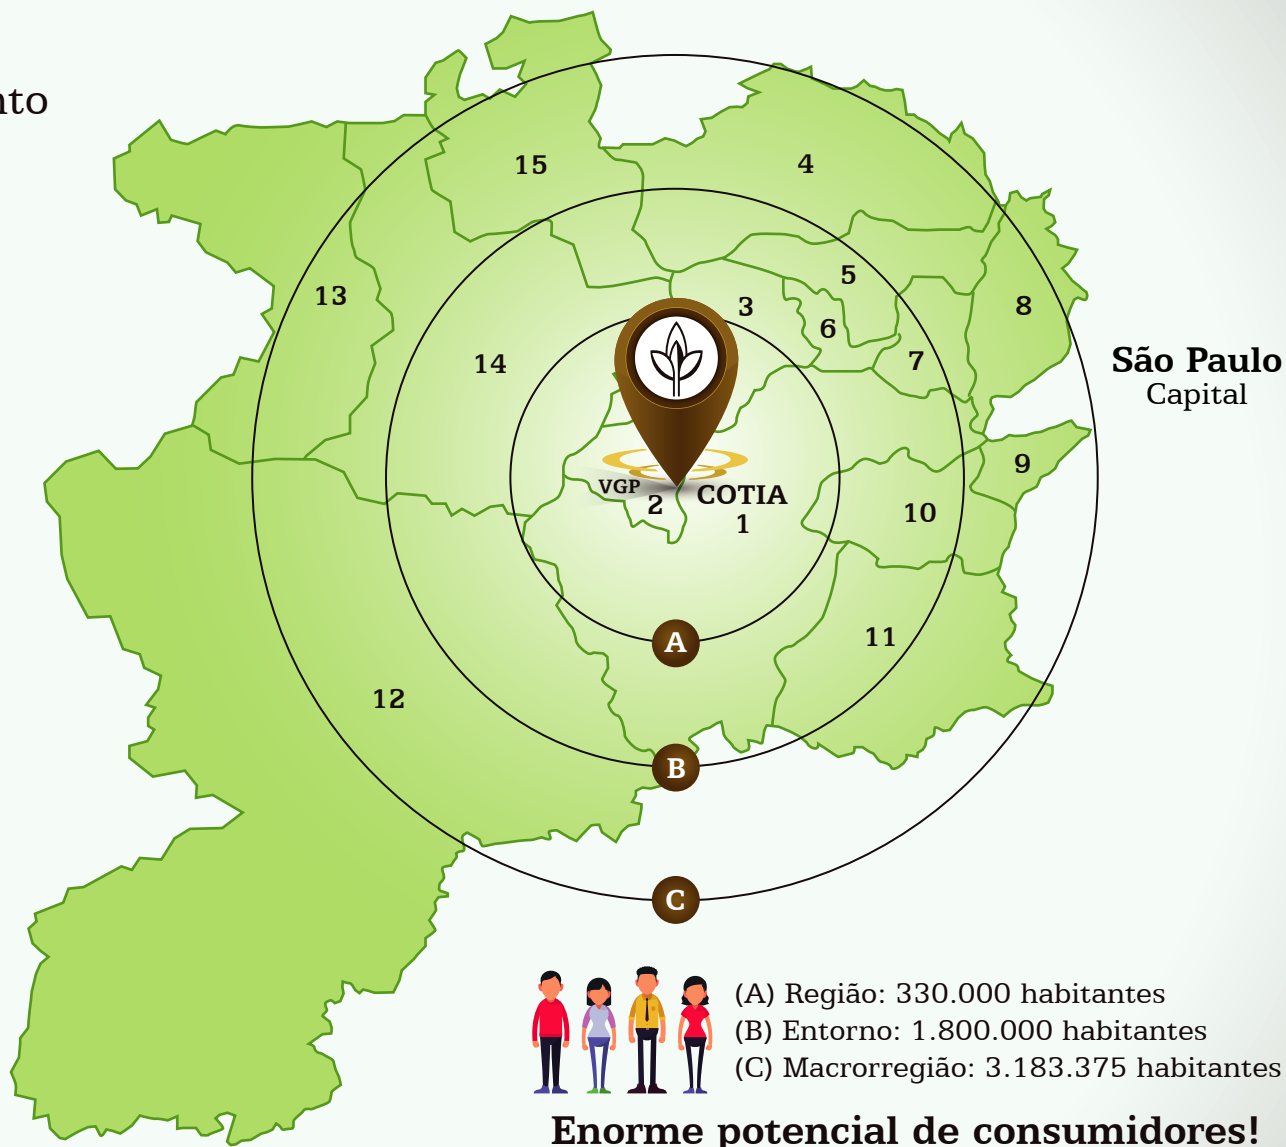 15
4
5
13
3
8
6
14
7
São Paulo
Capital
9
VGP
2
COTIA
1
10
A
11
12
B
C
(A) Região: 330.000 habitantes
(B) Entorno: 1.800.000 habitantes
(C) Macrorregião: 3.183.375 habitantes
Enorme potencial de consumidores!